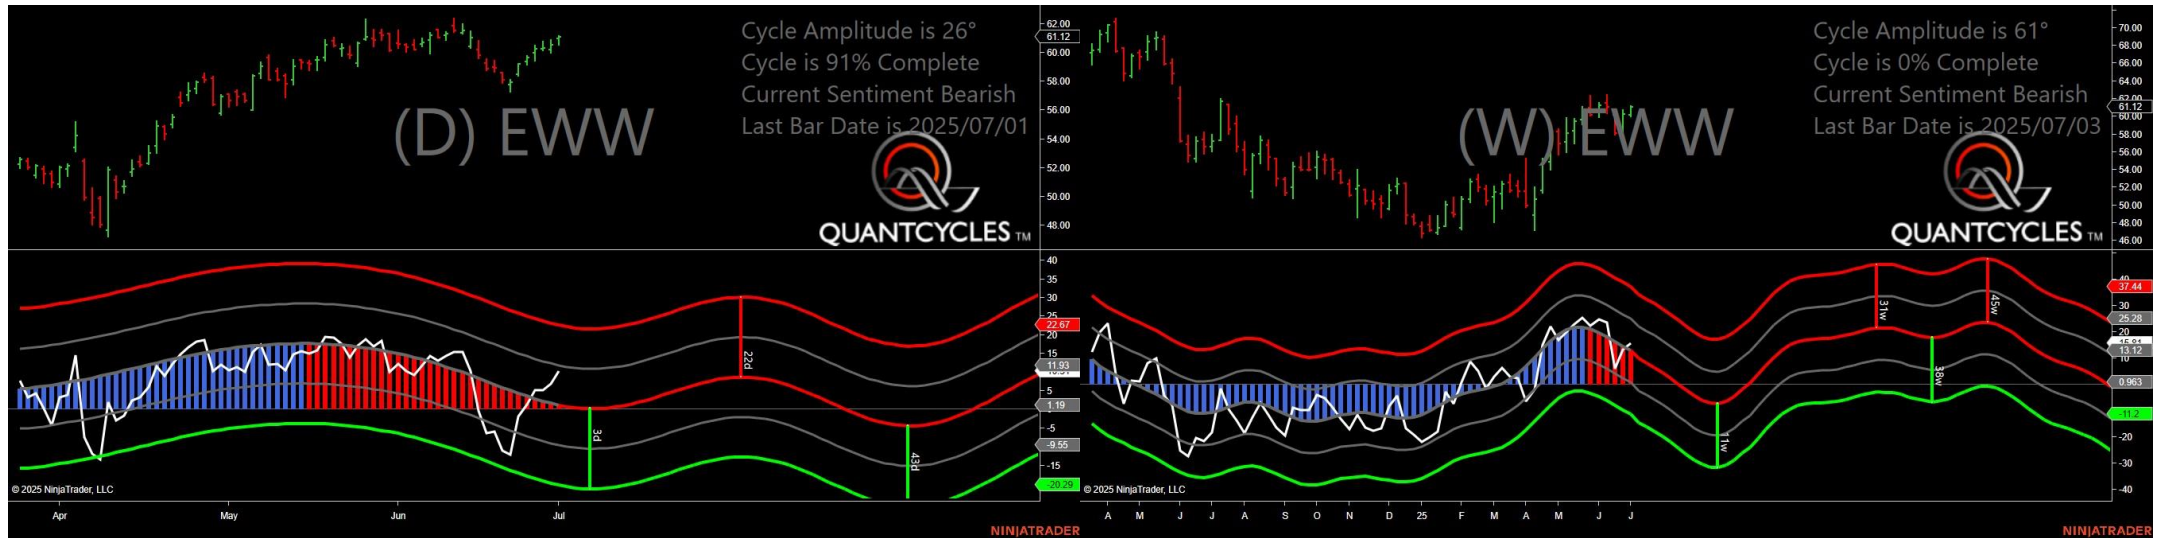 Cycle Amplitude is 26°
Cycle is 91% Complete
Current Sentiment Bearish
Last Bar Date is 2025/07/01
(D) EWW
QUANTCYCLES TM
62.00
61.12
60.00
58.00
56.00
54.00
52.00
50.00
48.00
40
35
30
25
22.67
20
15
11.93
5
1.19
-5
-9.55
-15
-20.29
3d
22d
43d
© 2025 NinjaTrader, LLC
Apr May Jun Jul
NINJATRADER
Cycle Amplitude is 61°
Cycle is 0% Complete
Current Sentiment Bearish
Last Bar Date is 2025/07/03
(W) EWW
QUANTCYCLES TM
70.00
68.00
66.00
64.00
62.00
61.12
60.00
58.00
56.00
54.00
52.00
50.00
48.00
46.00
40
37.44
30
25.28
20
13.12
10
0.963
-11.2
-20
-30
-40
11w
31w
38w
45w
© 2025 NinjaTrader, LLC
A M J J A S O N D 25 F M A M J J
NINJATRADER